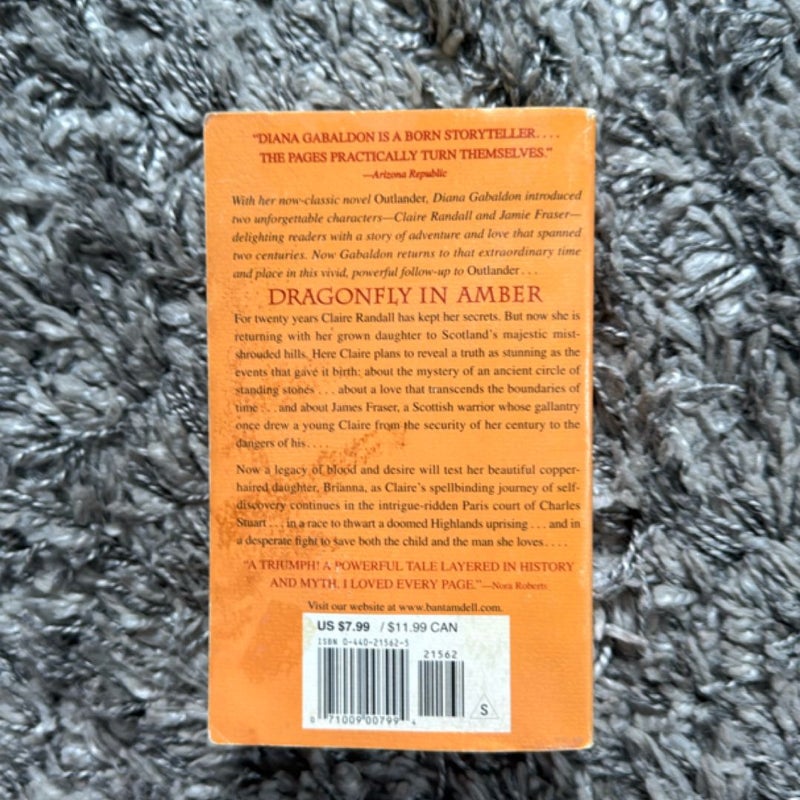 "DIANA GABALDON IS A BORN STORYTELLER. . . .
THE PAGES PRACTICALLY TURN THEMSELVES."
—Arizona Republic
With her now-classic novel Outlander, Diana Gabaldon introduced
two unforgettable characters—Claire Randall and Jamie Fraser—
delighting readers with a story of adventure and love that spanned
two centuries. Now Gabaldon returns to that extraordinary time
and place in this vivid, powerful follow-up to Outlander . . .
DRAGONFLY IN AMBER
For twenty years Claire Randall has kept her secrets. But now she is
returning with her grown daughter to Scotland's majestic mist-
shrouded hills. Here Claire plans to reveal a truth as stunning as the
events that gave it birth: about the mystery of an ancient circle of
standing stones . . . about a love that transcends the boundaries of
time . . . and about James Fraser, a Scottish warrior whose gallantry
once drew a young Claire from the security of her century to the
dangers of his . . . .
Now a legacy of blood and desire will test her beautiful copper-
haired daughter, Brianna, as Claire's spellbinding journey of self-
discovery continues in the intrigue-ridden Paris court of Charles
Stuart . . . in a race to thwart a doomed Highlands uprising . . . and in
a desperate fight to save both the child and the man she loves . . . .
"A TRIUMPH! A POWERFUL TALE LAYERED IN HISTORY
AND MYTH. I LOVED EVERY PAGE."—Nora Roberts
Visit our website at www.bantamdell.com.
US $7.99 / $11.99 CAN
ISBN 0-440-21562-5
21562
0 71009 00799 4
S